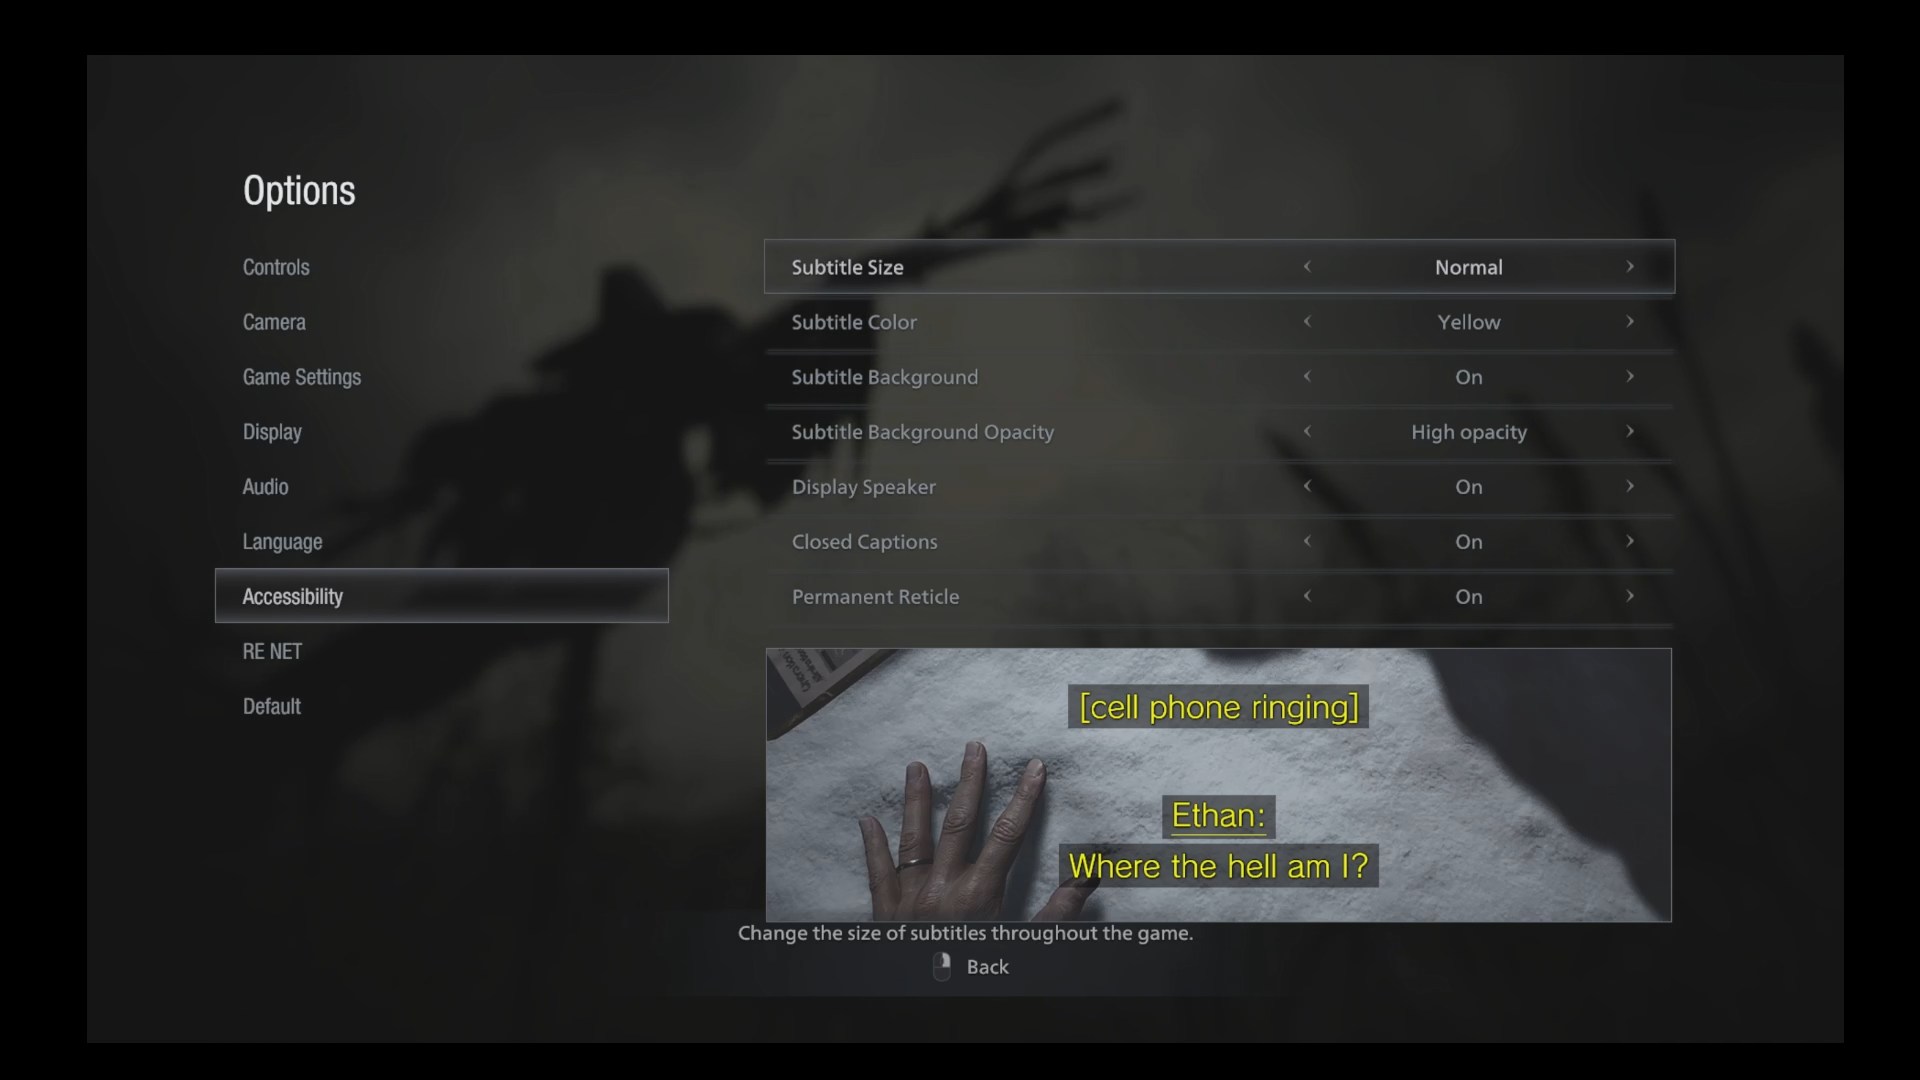 Options
Controls
Camera
Game Settings
Display
Audio
Language
Accessibility
RE NET
Default
Subtitle Size Normal
Subtitle Color Yellow
Subtitle Background On
Subtitle Background Opacity High opacity
Display Speaker On
Closed Captions On
Permanent Reticle On
[cell phone ringing]
Ethan:
Where the hell am I?
Change the size of subtitles throughout the game.
Back